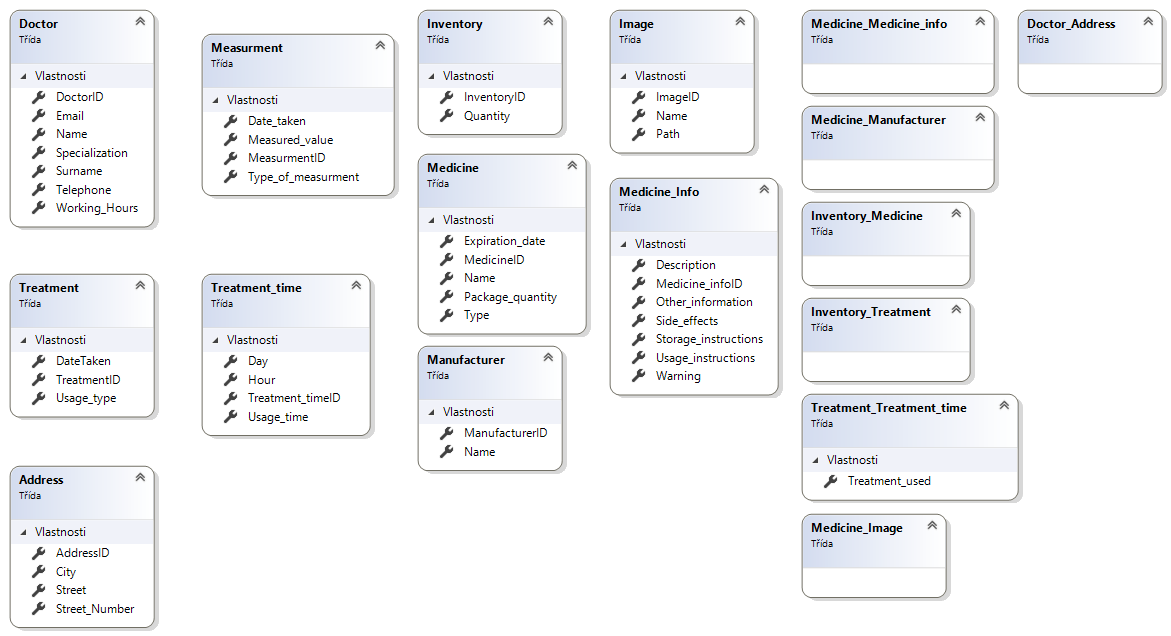 Doctor
Třída
Vlastnosti
DoctorID
Email
Name
Specialization
Surname
Telephone
Working_Hours
Treatment
Třída
Vlastnosti
DateTaken
TreatmentID
Usage_type
Address
Třída
Vlastnosti
AddressID
City
Street
Street_Number
Measurment
Třída
Vlastnosti
Date_taken
Measured_value
MeasurmentID
Type_of_measurment
Treatment_time
Třída
Vlastnosti
Day
Hour
Treatment_timeID
Usage_time
Inventory
Třída
Vlastnosti
InventoryID
Quantity
Medicine
Třída
Vlastnosti
Expiration_date
MedicineID
Name
Package_quantity
Type
Manufacturer
Třída
Vlastnosti
ManufacturerID
Name
Image
Třída
Vlastnosti
ImageID
Name
Path
Medicine_Info
Třída
Vlastnosti
Description
Medicine_infoID
Other_information
Side_effects
Storage_instructions
Usage_instructions
Warning
Medicine_Medicine_info
Třída
Medicine_Manufacturer
Třída
Inventory_Medicine
Třída
Inventory_Treatment
Třída
Treatment_Treatment_time
Třída
Vlastnosti
Treatment_used
Medicine_Image
Třída
Doctor_Address
Třída